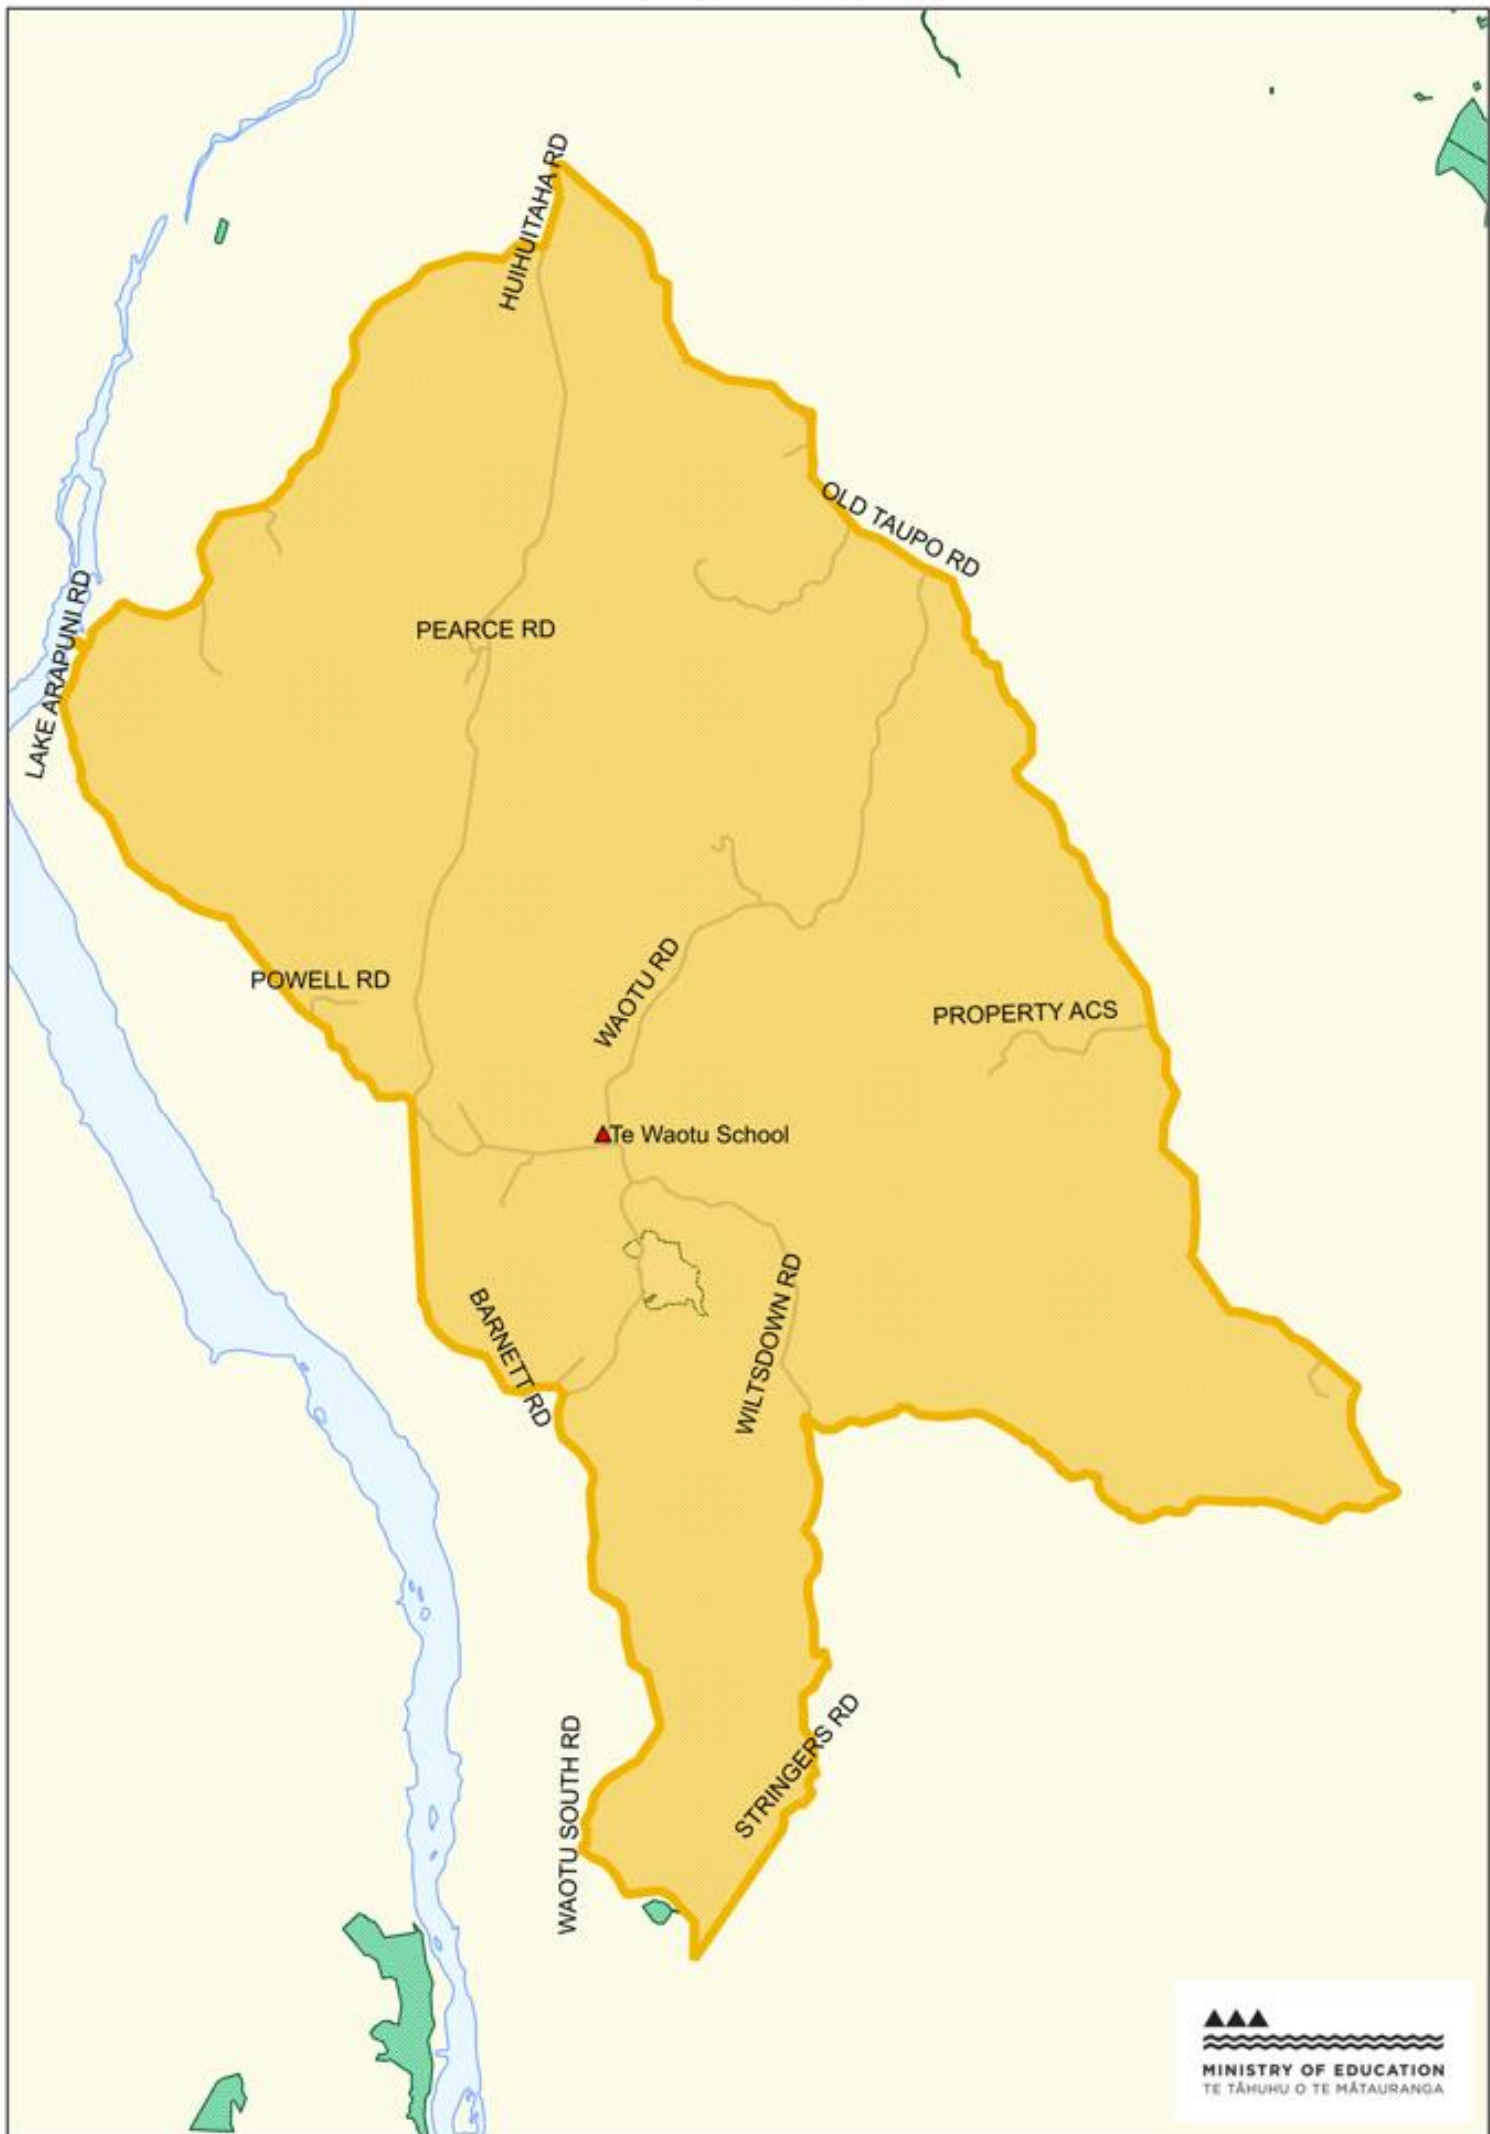 HUIHUITAHA RD
OLD TAUPO RD
LAKE ARAPUNI RD
PEARCE RD
POWELL RD
WAOTU RD
PROPERTY ACS
Te Waotu School
BARNETT RD
WILTSDOWN RD
STRINGERS RD
WAOTU SOUTH RD
MINISTRY OF EDUCATION
TE TĀHUHU O TE MĀTAURANGA